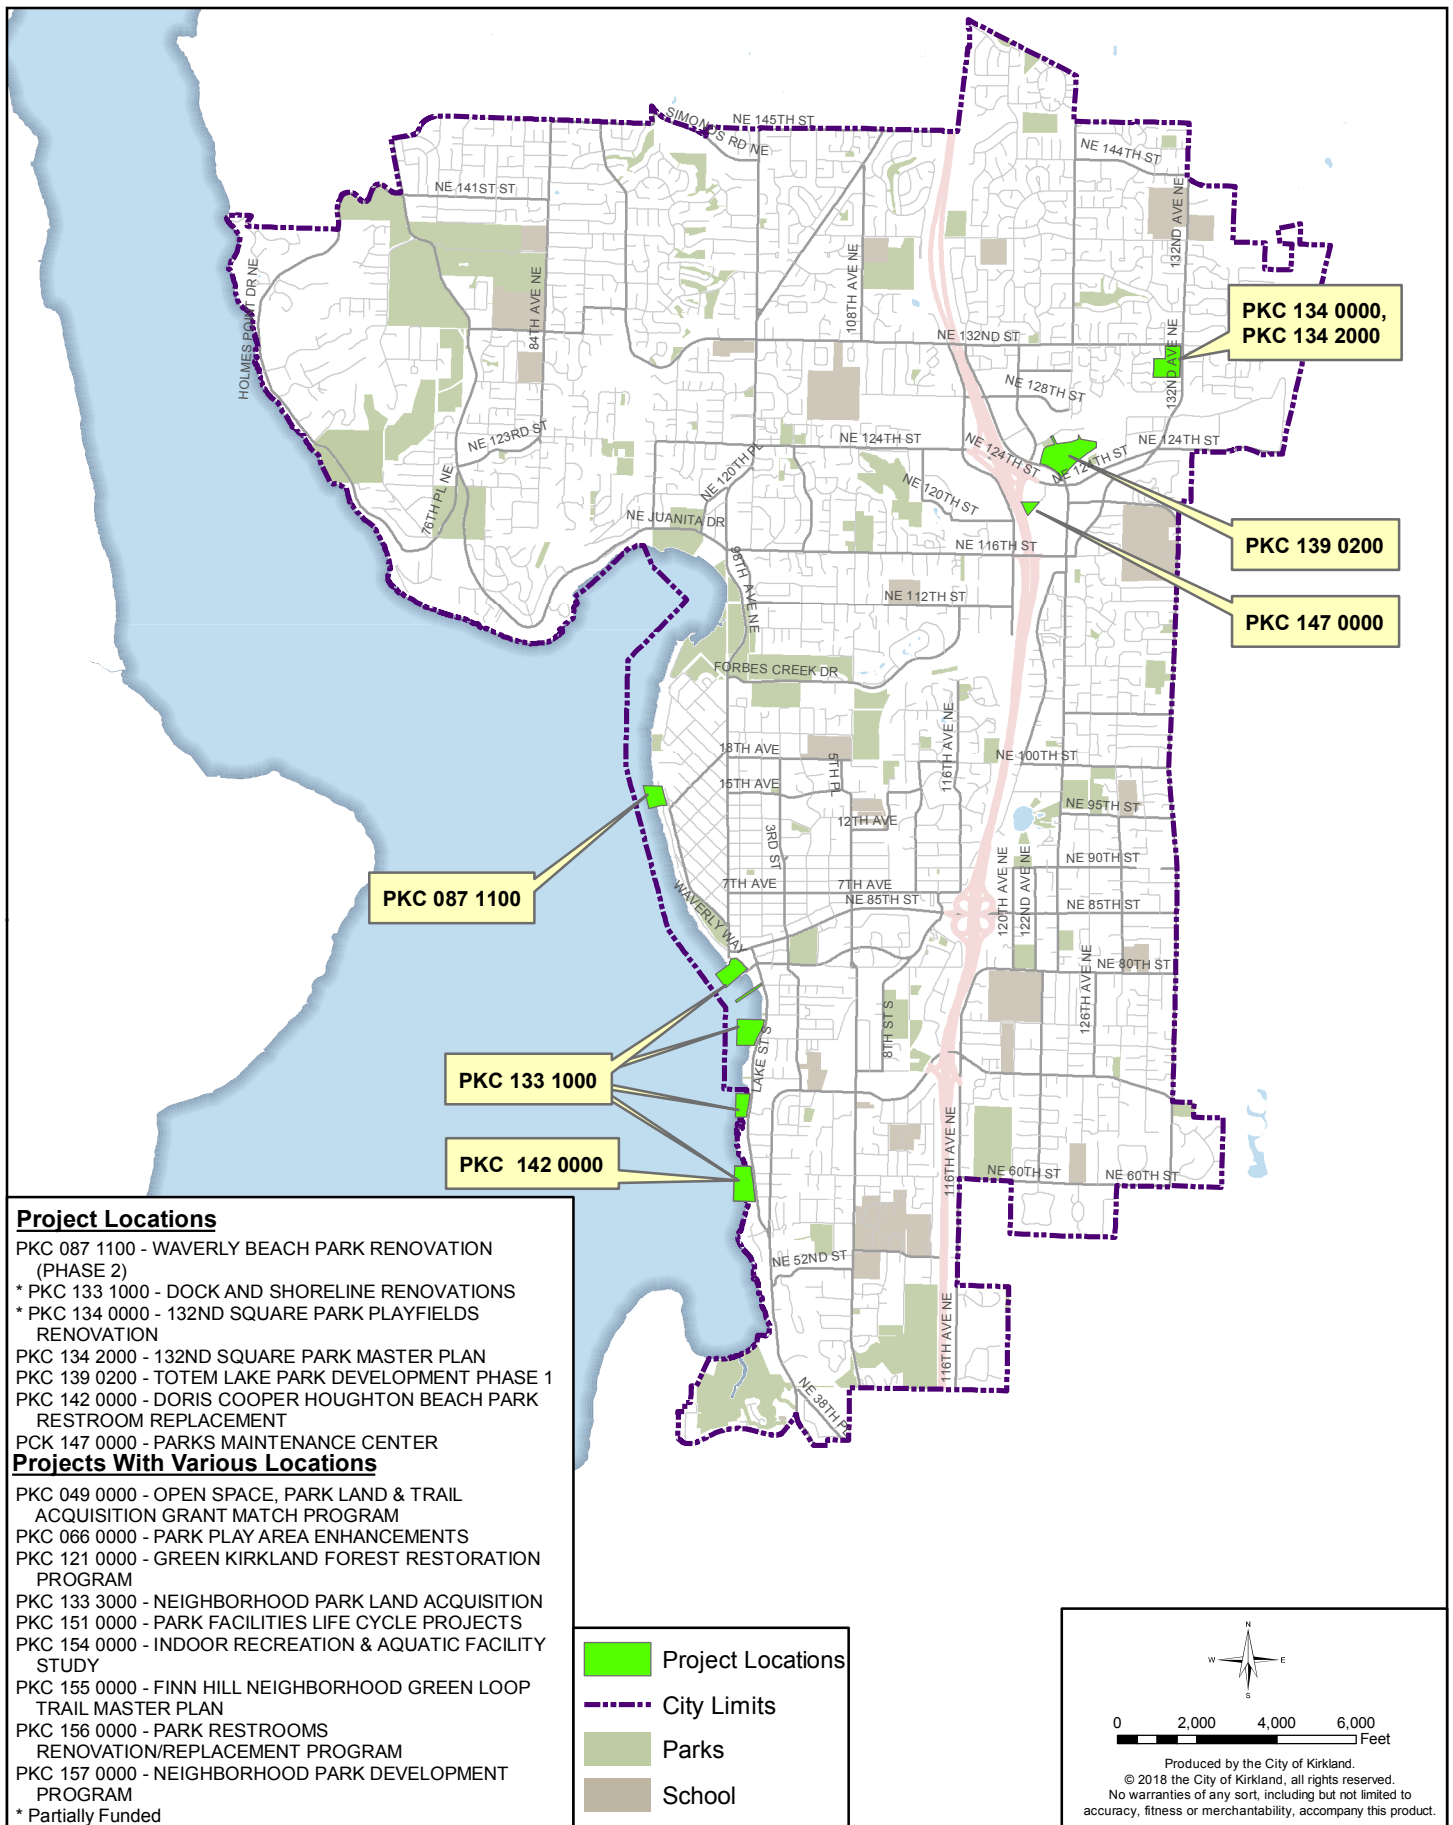 SIMONDS RD NE
NE 145TH ST
NE 144TH ST
NE 141ST ST
132ND AVE NE
HOLMES POINT DR NE
84TH AVE NE
108TH AVE NE
PKC 134 0000,
PKC 134 2000
NE 132ND ST
132ND AVE NE
NE 128TH ST
NE 123RD ST
NE 124TH ST
NE 124TH ST
NE 124TH ST
NE 124TH ST
NE 120TH PL
NE 120TH ST
76TH PL NE
NE JUANITA DR
NE 116TH ST
PKC 139 0200
98TH AVE NE
NE 112TH ST
PKC 147 0000
FORBES CREEK DR
116TH AVE NE
18TH AVE
5TH PL
NE 100TH ST
15TH AVE
NE 95TH ST
12TH AVE
3RD ST
NE 90TH ST
PKC 087 1100
7TH AVE
7TH AVE
NE 85TH ST
120TH AVE NE
122ND AVE NE
NE 85TH ST
WAVERLY WAY
NE 80TH ST
126TH AVE NE
8TH ST S
LAKE ST S
PKC 133 1000
PKC 142 0000
116TH AVE NE
NE 60TH ST
NE 60TH ST
NE 52ND ST
116TH AVE NE
NE 38TH PL
Project Locations
PKC 087 1100 - WAVERLY BEACH PARK RENOVATION
(PHASE 2)
* PKC 133 1000 - DOCK AND SHORELINE RENOVATIONS
* PKC 134 0000 - 132ND SQUARE PARK PLAYFIELDS
RENOVATION
PKC 134 2000 - 132ND SQUARE PARK MASTER PLAN
PKC 139 0200 - TOTEM LAKE PARK DEVELOPMENT PHASE 1
PKC 142 0000 - DORIS COOPER HOUGHTON BEACH PARK
RESTROOM REPLACEMENT
PCK 147 0000 - PARKS MAINTENANCE CENTER
Projects With Various Locations
PKC 049 0000 - OPEN SPACE, PARK LAND & TRAIL
ACQUISITION GRANT MATCH PROGRAM
PKC 066 0000 - PARK PLAY AREA ENHANCEMENTS
PKC 121 0000 - GREEN KIRKLAND FOREST RESTORATION
PROGRAM
PKC 133 3000 - NEIGHBORHOOD PARK LAND ACQUISITION
PKC 151 0000 - PARK FACILITIES LIFE CYCLE PROJECTS
PKC 154 0000 - INDOOR RECREATION & AQUATIC FACILITY
STUDY
PKC 155 0000 - FINN HILL NEIGHBORHOOD GREEN LOOP
TRAIL MASTER PLAN
PKC 156 0000 - PARK RESTROOMS
RENOVATION/REPLACEMENT PROGRAM
PKC 157 0000 - NEIGHBORHOOD PARK DEVELOPMENT
PROGRAM
* Partially Funded
Project Locations
City Limits
Parks
School
N
W E
S
0 2,000 4,000 6,000
Feet
Produced by the City of Kirkland.
© 2018 the City of Kirkland, all rights reserved.
No warranties of any sort, including but not limited to
accuracy, fitness or merchantability, accompany this product.